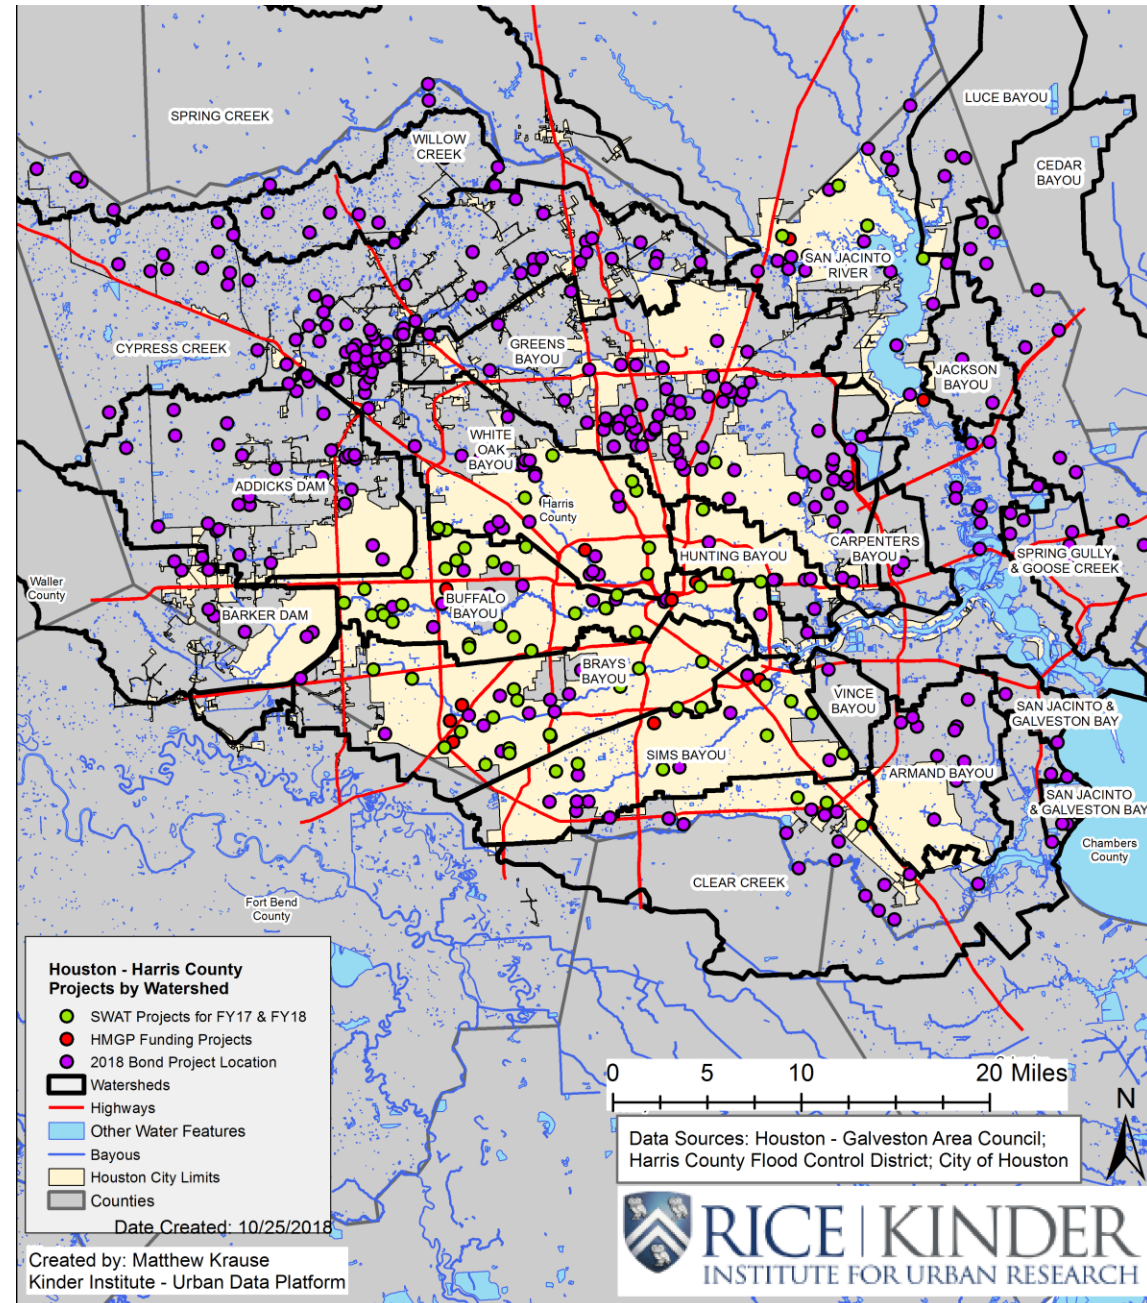 LUCE BAYOU
SPRING CREEK
WILLOW
CREEK
CEDAR
BAYOU
SAN JACINTO
RIVER
CYPRESS CREEK
GREENS
BAYOU
JACKSON
BAYOU
WHITE
OAK
BAYOU
ADDICKS DAM
Harris
County
HUNTING BAYOU
CARPENTERS
BAYOU
SPRING GULLY
& GOOSE CREEK
Waller
County
BARKER DAM
BUFFALO
BAYOU
BRAYS
BAYOU
VINCE
BAYOU
SAN JACINTO &
GALVESTON BAY
SIMS BAYOU
ARMAND BAYOU
SAN JACINTO
& GALVESTON BAY
Chambers
County
CLEAR CREEK
Fort Bend
County
Houston - Harris County
Projects by Watershed
SWAT Projects for FY17 & FY18
HMGP Funding Projects
2018 Bond Project Location
Watersheds
Highways
Other Water Features
Bayous
Houston City Limits
Counties
Date Created: 10/25/2018
Created by: Matthew Krause
Kinder Institute - Urban Data Platform
0 5 10 20 Miles
N
Data Sources: Houston - Galveston Area Council;
Harris County Flood Control District; City of Houston
RICE | KINDER
INSTITUTE FOR URBAN RESEARCH